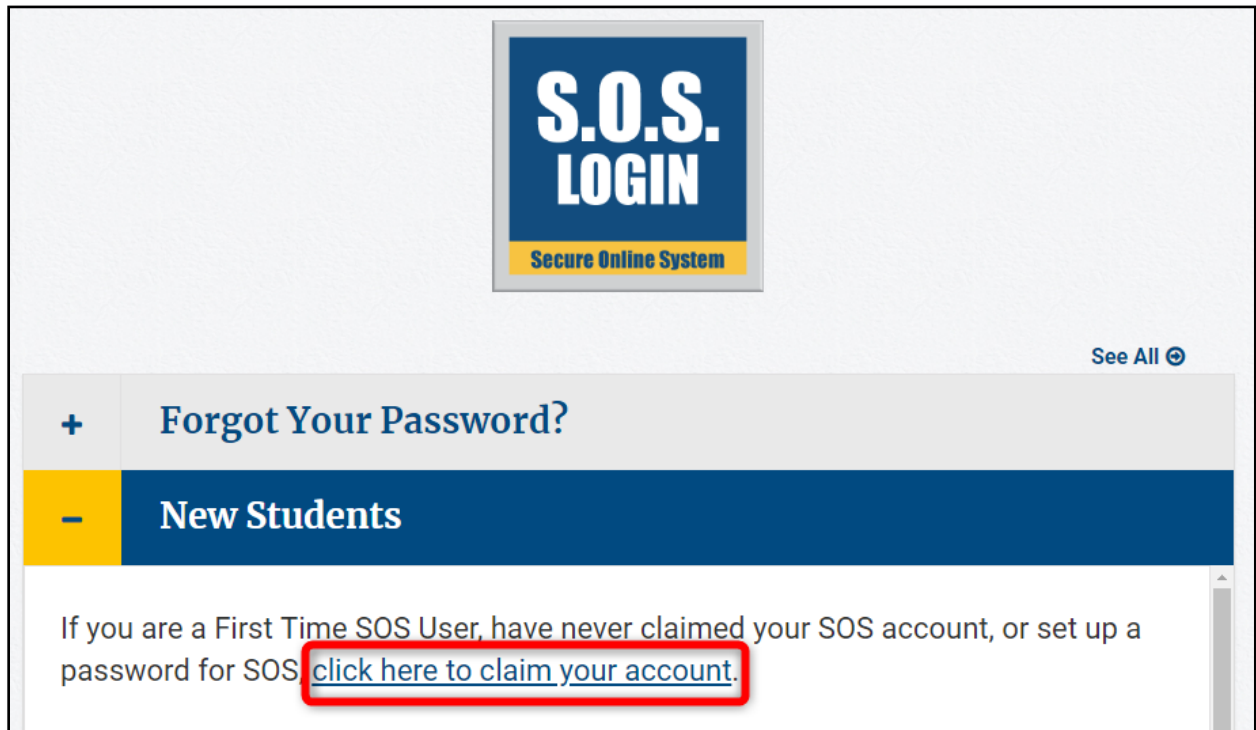 S.O.S.
LOGIN
Secure Online System
See All
Forgot Your Password?
New Students
If you are a First Time SOS User, have never claimed your SOS account, or set up a
password for SOS, click here to claim your account.